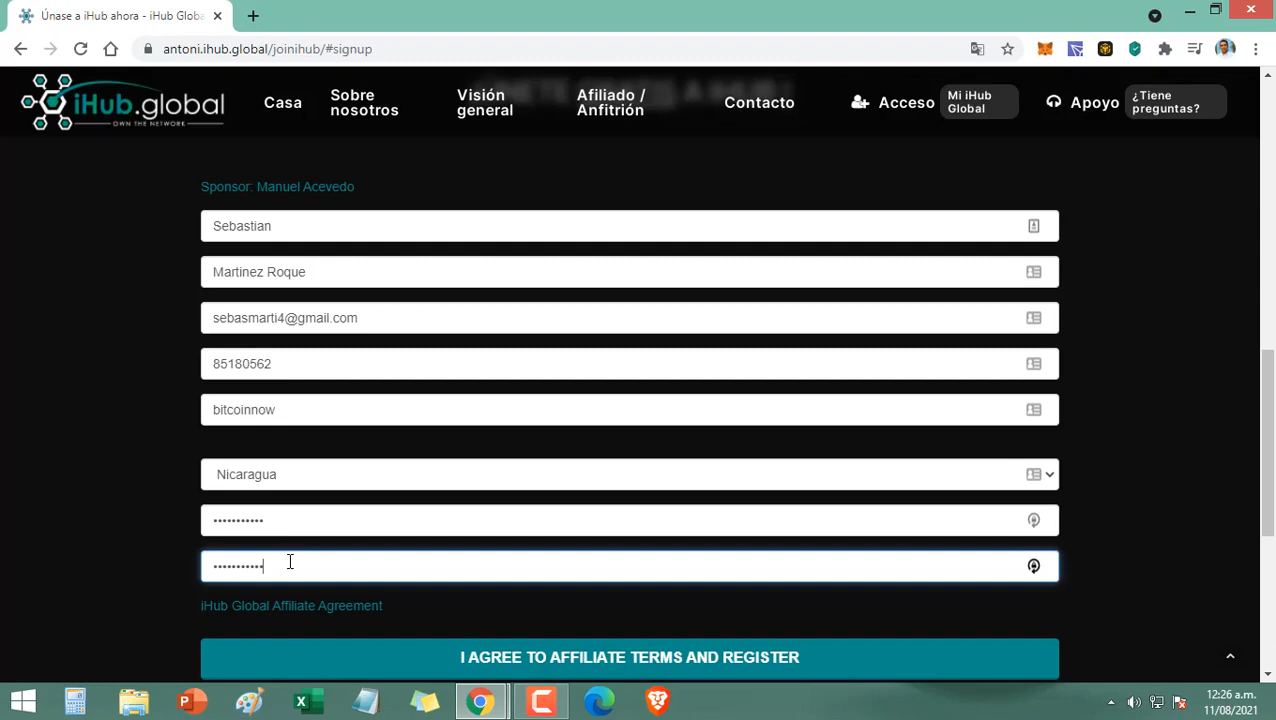 Únase a iHub ahora - iHub Globa
antoni.ihub.global/joinihub/#signup
iHub.global
OWN THE NETWORK
Casa
Sobre
nosotros
Visión
general
Afiliado /
Anfitrión
Contacto
Acceso
Mi iHub
Global
Apoyo
¿Tiene
preguntas?
Sponsor: Manuel Acevedo
Sebastian
Martinez Roque
sebasmarti4@gmail.com
85180562
bitcoinnow
Nicaragua
•••••••••••
•••••••••••
iHub Global Affiliate Agreement
I AGREE TO AFFILIATE TERMS AND REGISTER
12:26 a.m.
11/08/2021